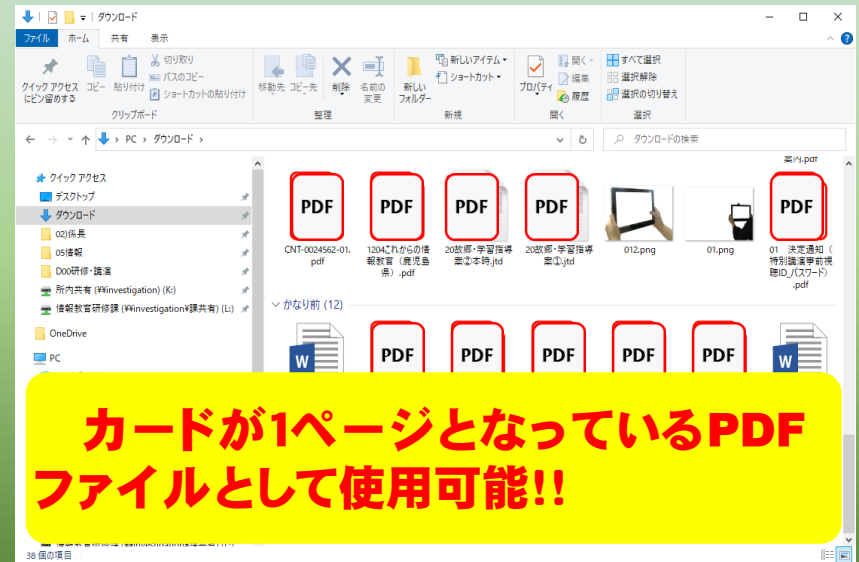 ダウンロード
ファイル ホーム 共有 表示
クイック アクセスにピン留めする
コピー
貼り付け
切り取り
パスのコピー
ショートカットの貼り付け
クリップボード
移動先
コピー先
削除
名前の変更
整理
新しいフォルダー
新しいアイテム
ショートカット
新規
プロパティ
開く
編集
履歴
開く
すべて選択
選択解除
選択の切り替え
選択
PC › ダウンロード ›
ダウンロードの検索
クイック アクセス
デスクトップ
ダウンロード
02)係長
05情報
D00研修・講演
所内共有 (¥¥investigation) (K:)
情報教育研修課 (¥¥investigation¥課共有) (L:)
OneDrive
PC
案内.pdf
PDF
CNT-0024562-01.
pdf
PDF
1204これからの情
報教育（鹿児島
県）.pdf
PDF
20故郷・学習指導
案②本時.jtd
PDF
20故郷・学習指導
案①.jtd
012.png
01.png
PDF
01 決定通知（
特別講演事前視
聴ID_パスワード）
.pdf
かなり前 (12)
W
PDF
PDF
PDF
PDF
PDF
W
カードが1ページとなっているPDF
ファイルとして使用可能!!
38 個の項目